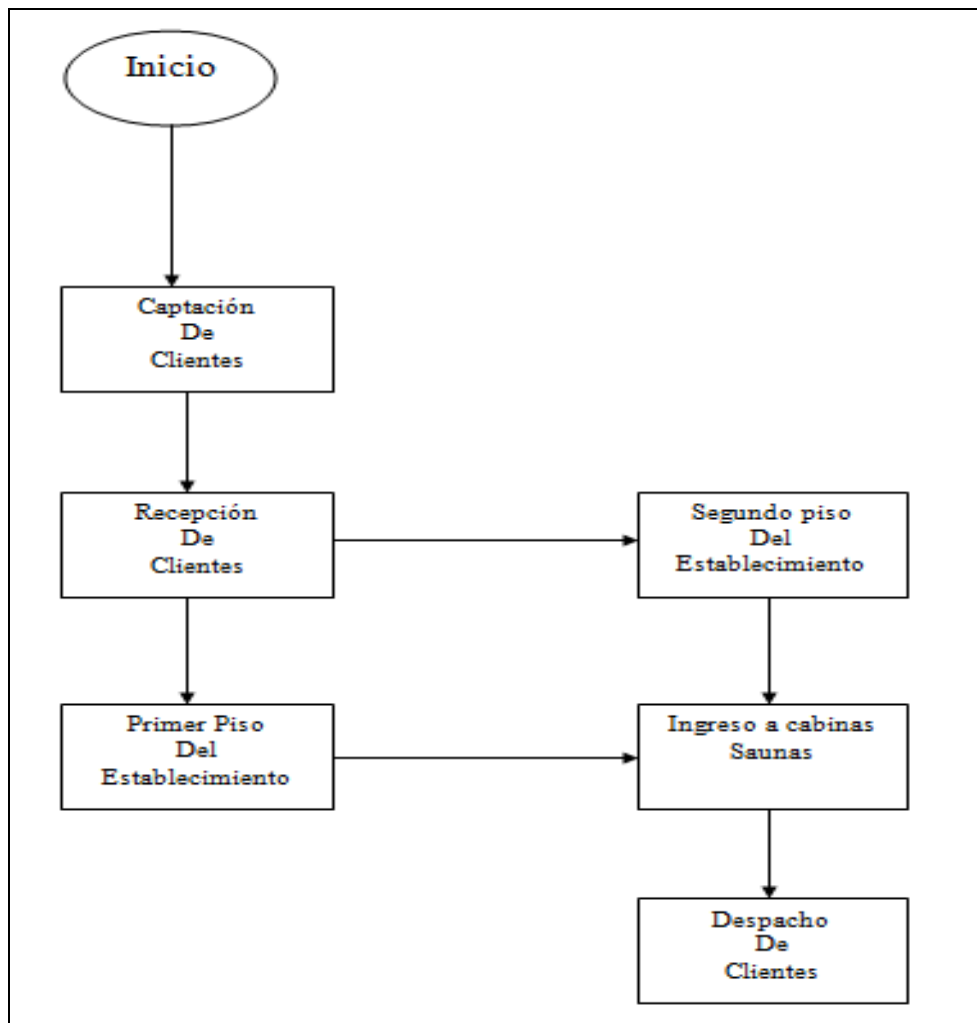 Inicio
Captación
De
Clientes
Recepción
De
Clientes
Segundo piso
Del
Establecimiento
Primer Piso
Del
Establecimiento
Ingreso a cabinas
Saunas
Despacho
De
Clientes